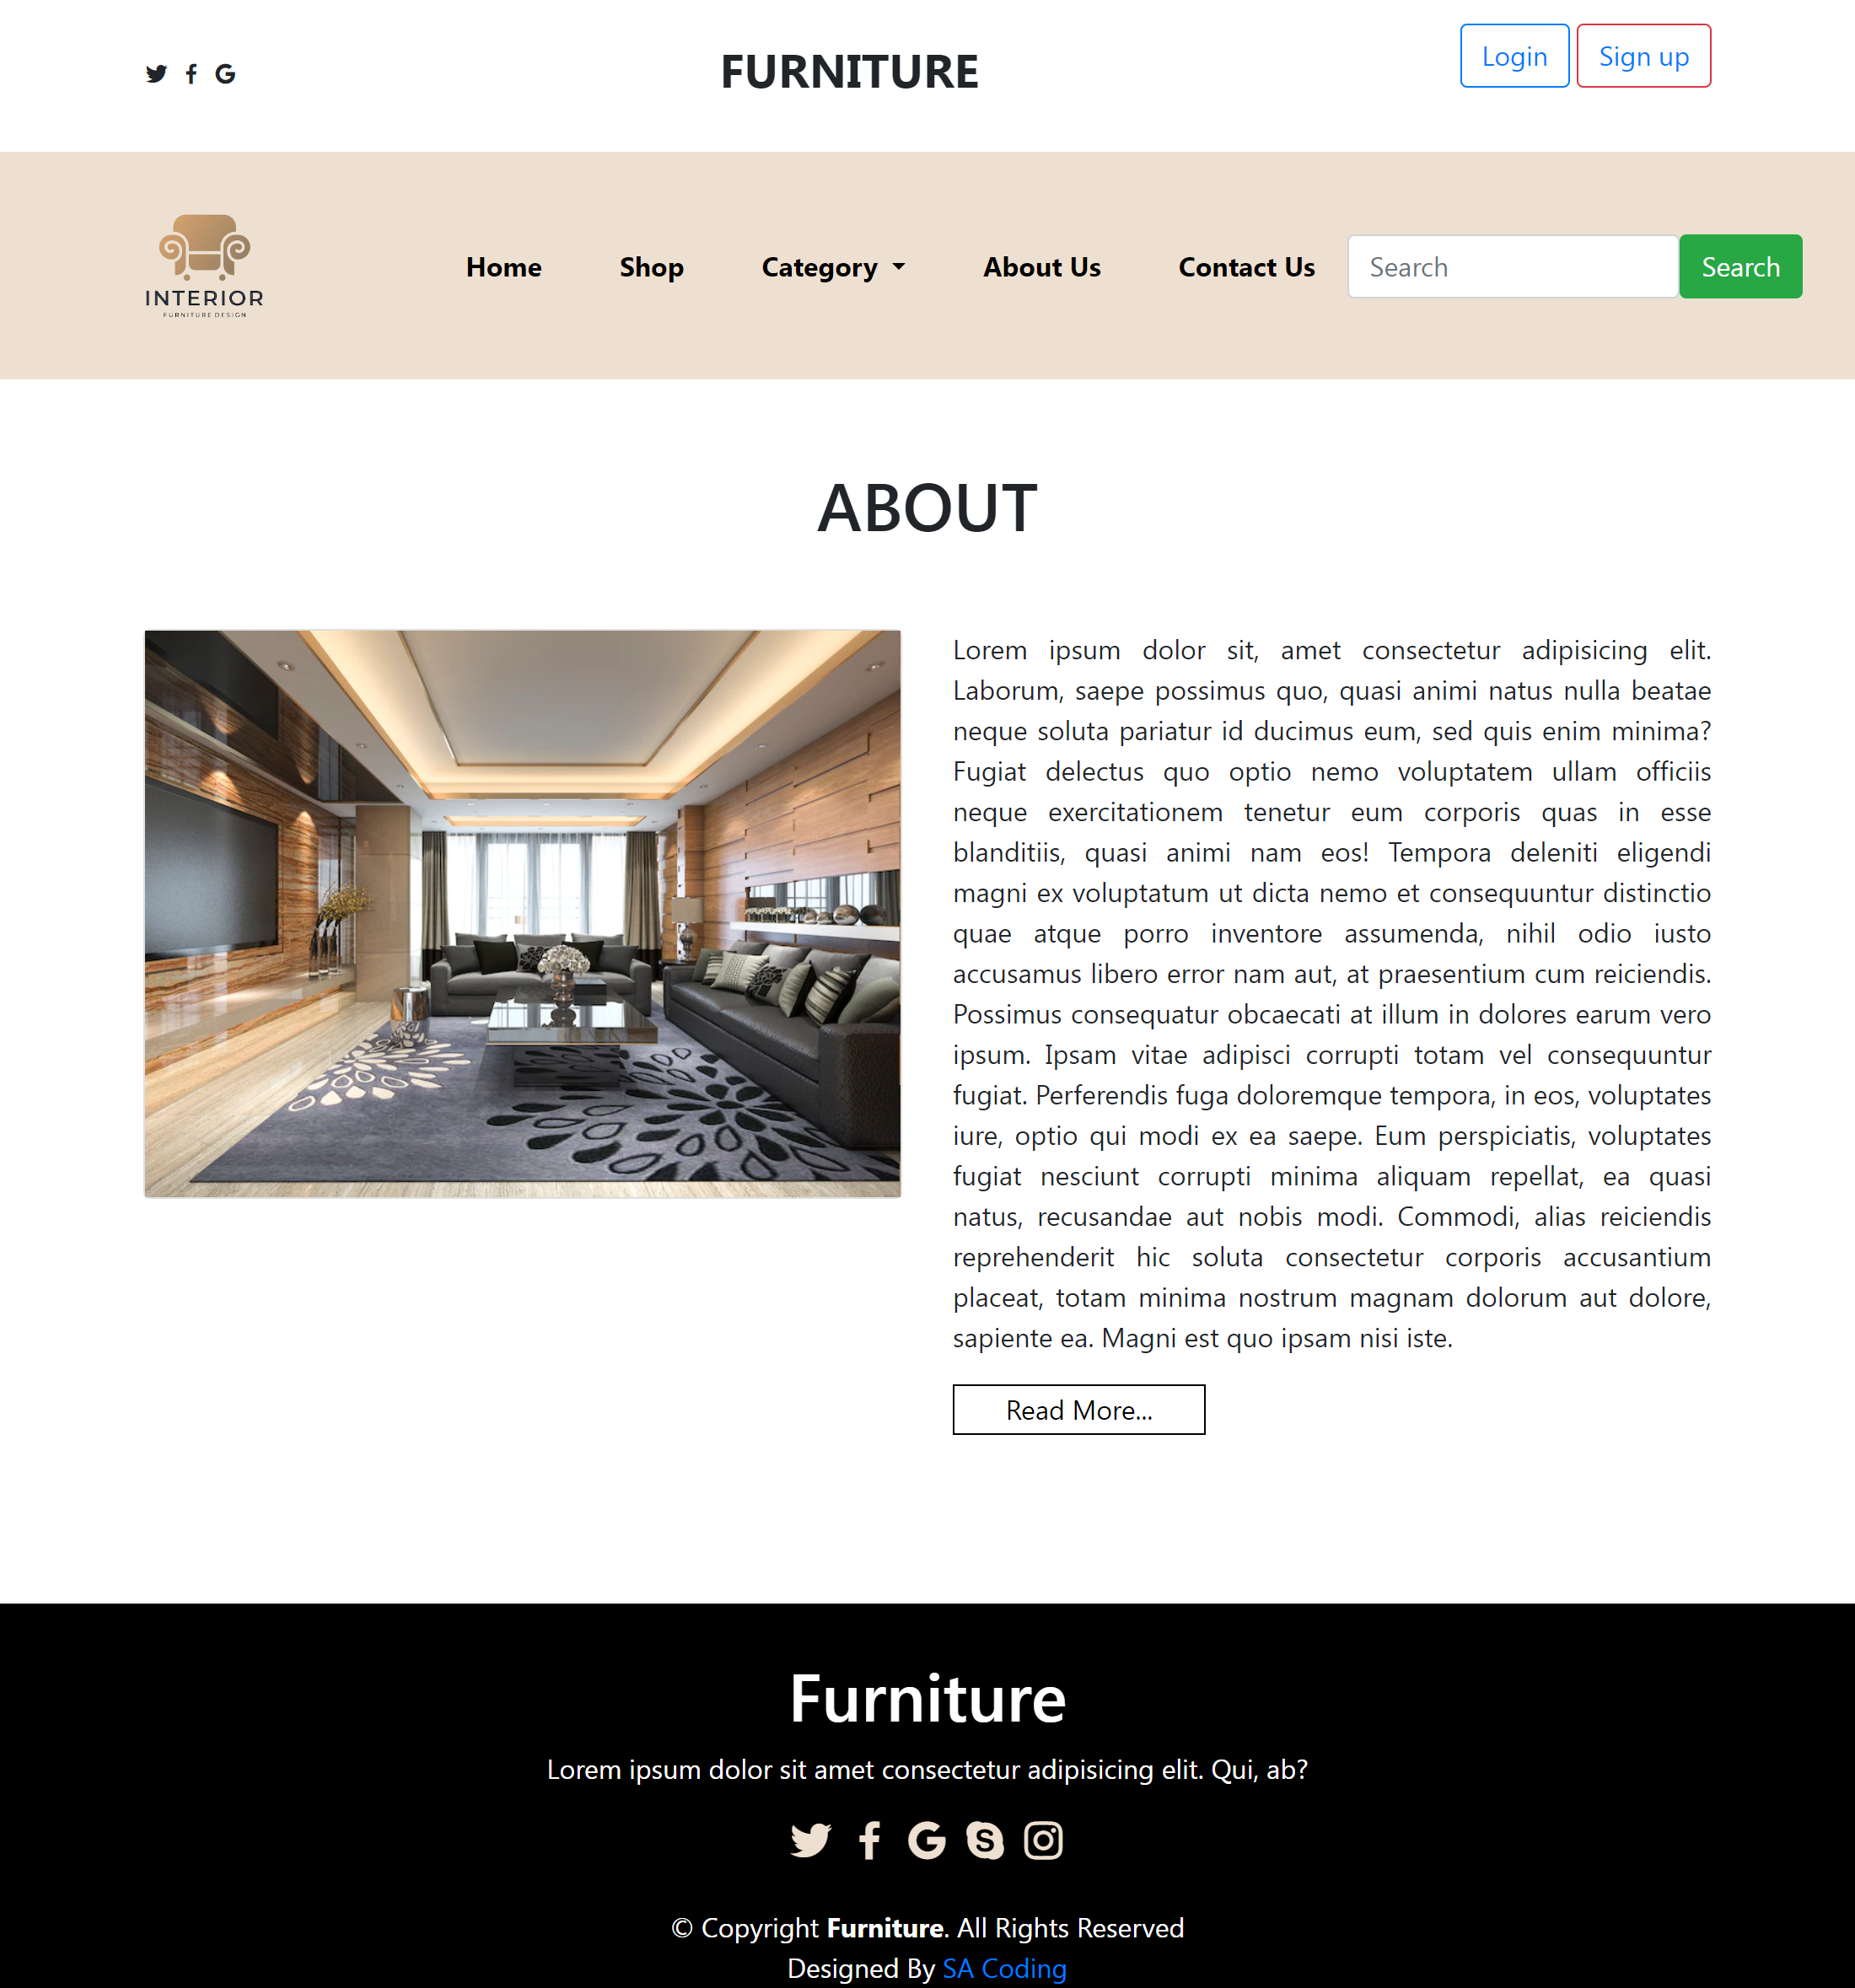 FURNITURE
Login
Sign up
INTERIOR
FURNITURE DESIGN
Home
Shop
Category
About Us
Contact Us
Search
Search
ABOUT
Lorem ipsum dolor sit, amet consectetur adipisicing elit.
Laborum, saepe possimus quo, quasi animi natus nulla beatae
neque soluta pariatur id ducimus eum, sed quis enim minima?
Fugiat delectus quo optio nemo voluptatem ullam officiis
neque exercitationem tenetur eum corporis quas in esse
blanditiis, quasi animi nam eos! Tempora deleniti eligendi
magni ex voluptatum ut dicta nemo et consequuntur distinctio
quae atque porro inventore assumenda, nihil odio iusto
accusamus libero error nam aut, at praesentium cum reiciendis.
Possimus consequatur obcaecati at illum in dolores earum vero
ipsum. Ipsam vitae adipisci corrupti totam vel consequuntur
fugiat. Perferendis fuga doloremque tempora, in eos, voluptates
iure, optio qui modi ex ea saepe. Eum perspiciatis, voluptates
fugiat nesciunt corrupti minima aliquam repellat, ea quasi
natus, recusandae aut nobis modi. Commodi, alias reiciendis
reprehenderit hic soluta consectetur corporis accusantium
placeat, totam minima nostrum magnam dolorum aut dolore,
sapiente ea. Magni est quo ipsam nisi iste.
Read More...
Furniture
Lorem ipsum dolor sit amet consectetur adipisicing elit. Qui, ab?
© Copyright Furniture. All Rights Reserved
Designed By SA Coding